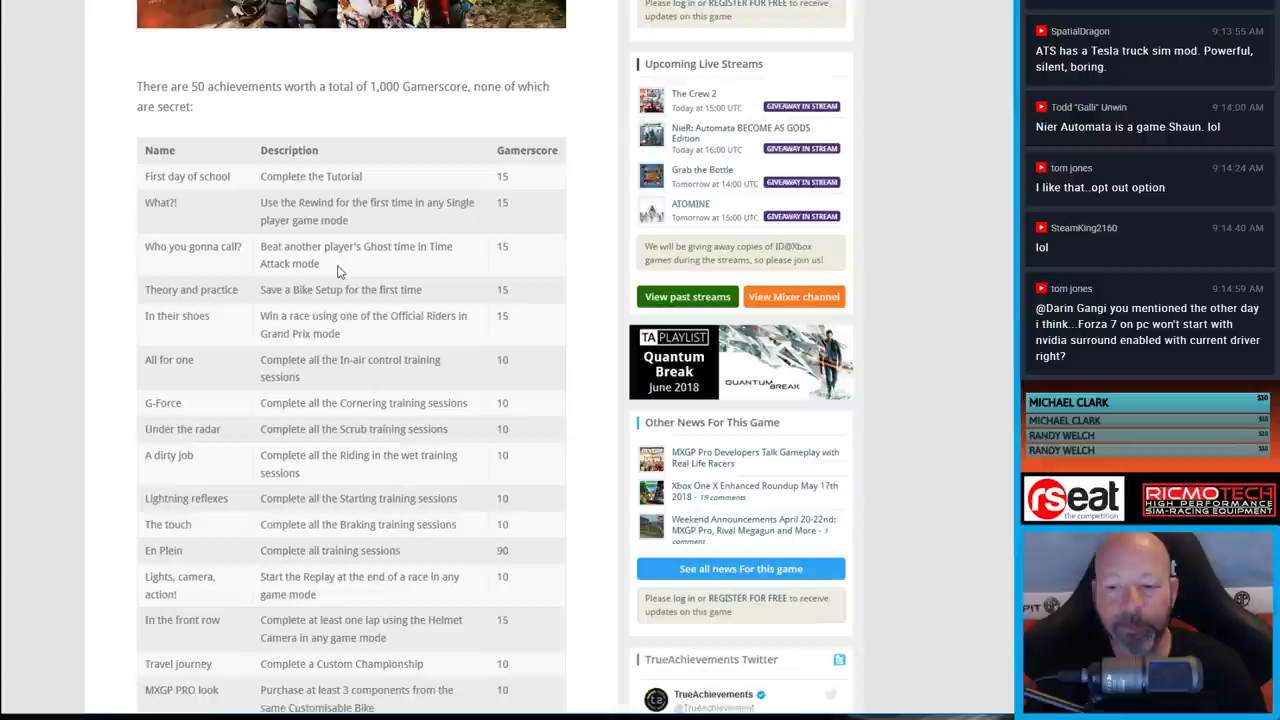 There are 50 achievements worth a total of 1,000 Gamerscore, none of which
are secret:
Name Description Gamerscore
First day of school Complete the Tutorial 15
What?! Use the Rewind for the first time in any Single
player game mode 15
Who you gonna call? Beat another player's Ghost time in Time
Attack mode 15
Theory and practice Save a Bike Setup for the first time 15
In their shoes Win a race using one of the Official Riders in
Grand Prix mode 15
All for one Complete all the In-air control training
sessions 10
G-Force Complete all the Cornering training sessions 10
Under the radar Complete all the Scrub training sessions 10
A dirty job Complete all the Riding in the wet training
sessions 10
Lightning reflexes Complete all the Starting training sessions 10
The touch Complete all the Braking training sessions 10
En Plein Complete all training sessions 90
Lights, camera,
action! Start the Replay at the end of a race in any
game mode 10
In the front row Complete at least one lap using the Helmet
Camera in any game mode 15
Travel journey Complete a Custom Championship 10
MXGP PRO look Purchase at least 3 components from the
same Customisable Bike 10
Please log in or REGISTER FOR FREE to receive
updates on this game
Upcoming Live Streams
The Crew 2
Today at 15:00 UTC GIVEAWAY IN STREAM
NieR: Automata BECOME AS GODS
Edition
Today at 16:00 UTC GIVEAWAY IN STREAM
Grab the Bottle
Tomorrow at 14:00 UTC GIVEAWAY IN STREAM
ATOMINE
Tomorrow at 15:00 UTC GIVEAWAY IN STREAM
We will be giving away copies of ID@Xbox
games during the streams, so please join us!
View past streams View Mixer channel
TA PLAYLIST
Quantum
Break
June 2018
QUANTUM BREAK
Other News For This Game
MXGP Pro Developers Talk Gameplay with
Real Life Racers
Xbox One X Enhanced Roundup May 17th
2018 - 19 comments
Weekend Announcements April 20-22nd:
MXGP Pro, Rival Megagun and More - 1
comment
See all news For this game
Please log in or REGISTER FOR FREE to receive
updates on this game
TrueAchievements Twitter
TrueAchievements
@TrueAchievement
SpatialDragon 9:13:55 AM
ATS has a Tesla truck sim mod. Powerful,
silent, boring.
Todd "Galli" Unwin 9:14:00 AM
Nier Automata is a game Shaun. lol
tom jones 9:14:24 AM
I like that..opt out option
SteamKing2160 9:14:40 AM
lol
tom jones 9:14:59 AM
@Darin Gangi you mentioned the other day
i think...Forza 7 on pc won't start with
nvidia surround enabled with current driver
right?
MICHAEL CLARK $10
MICHAEL CLARK $10
RANDY WELCH $10
RANDY WELCH
rseat
the competition
RICMOTECH
HIGH PERFORMANCE
SIM-RACING EQUIPMENT